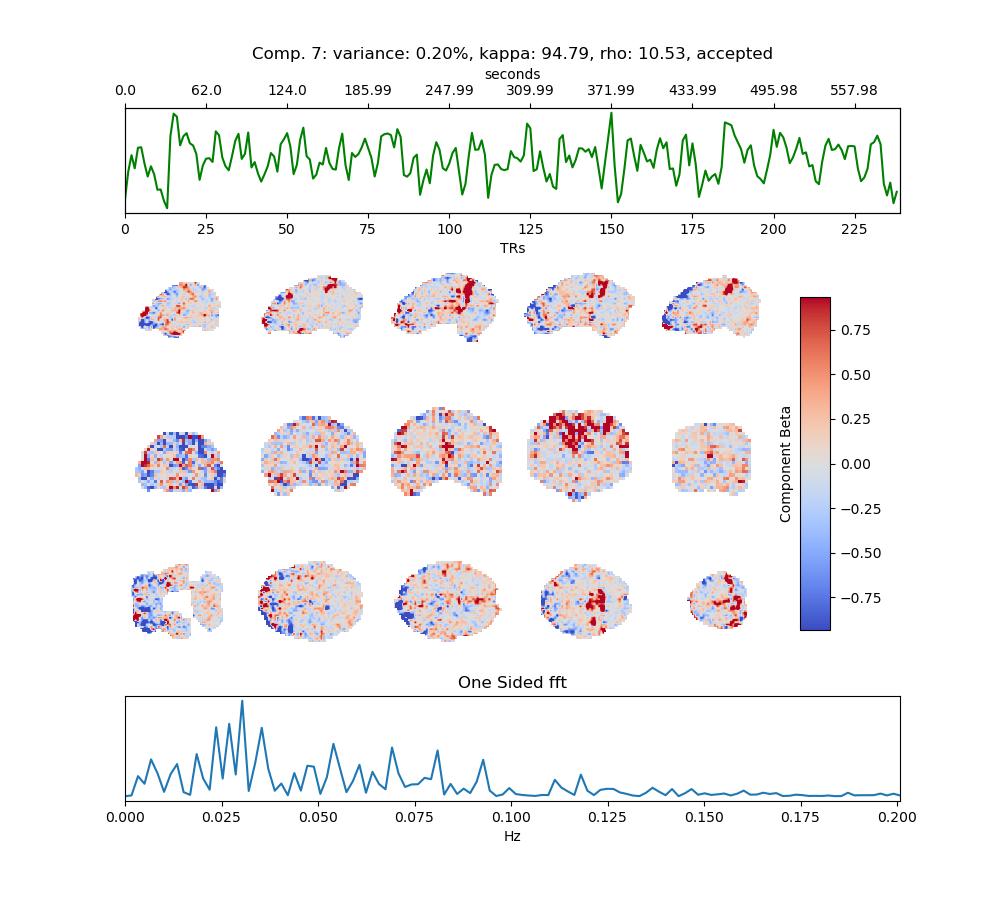 Comp. 7: variance: 0.20%, kappa: 94.79, rho: 10.53, accepted
seconds
0.0 62.0 124.0 185.99 247.99 309.99 371.99 433.99 495.98 557.98
0 25 50 75 100 125 150 175 200 225
TRs
0.75
0.50
0.25
0.00
−0.25
−0.50
−0.75
Component Beta
One Sided fft
0.000 0.025 0.050 0.075 0.100 0.125 0.150 0.175 0.200
Hz